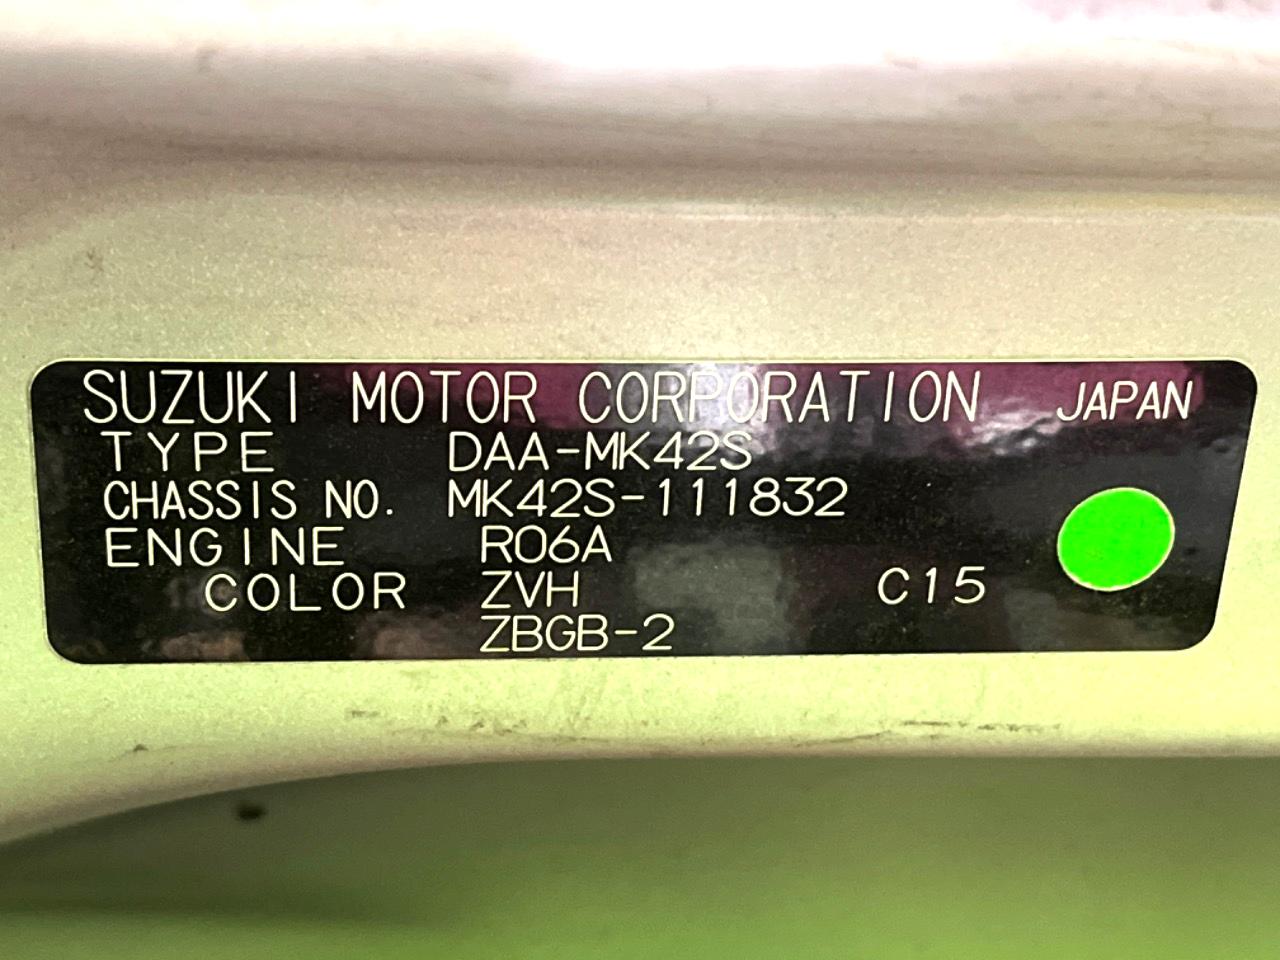 SUZUKI MOTOR CORPORATION JAPAN
TYPE DAA-MK42S
CHASSIS NO. MK42S-111832
ENGINE R06A
COLOR ZVH C15
ZBGB-2